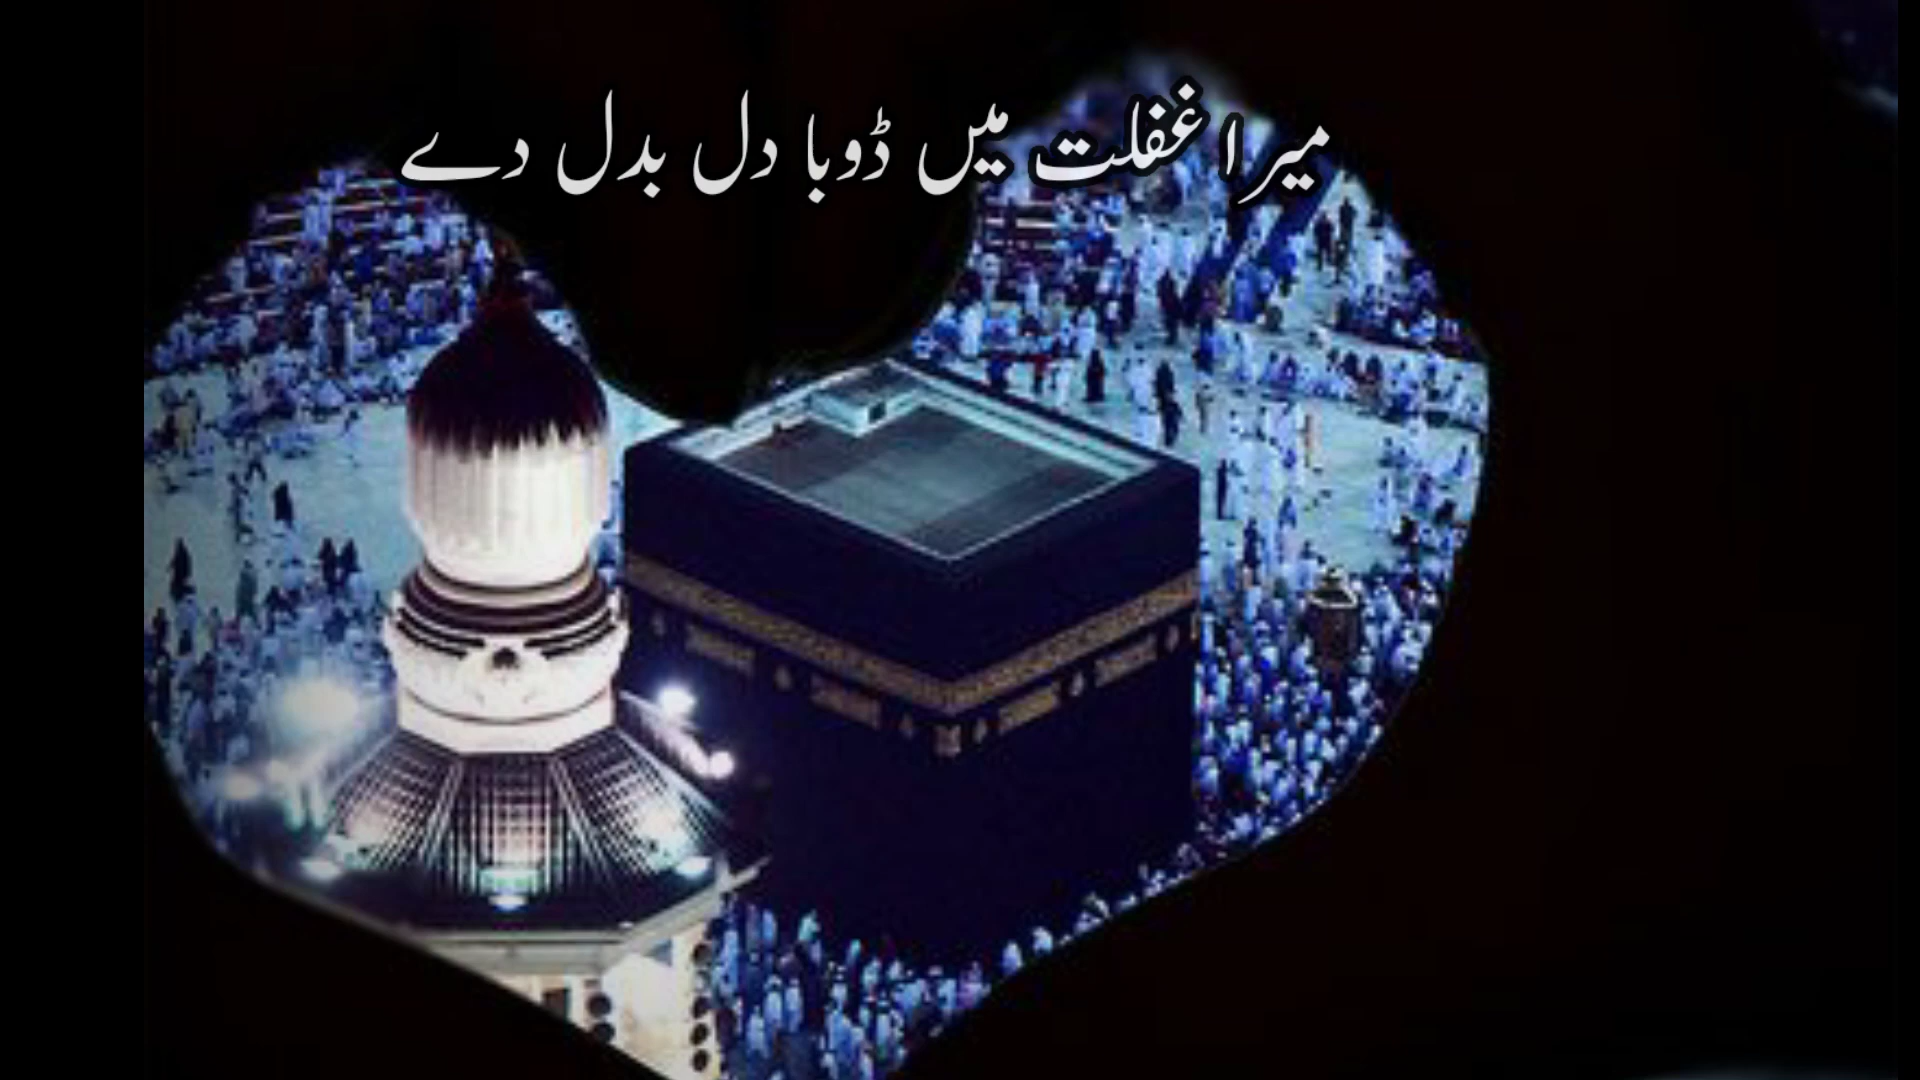 میرا غفلت میں ڈوبا دل بدل دے